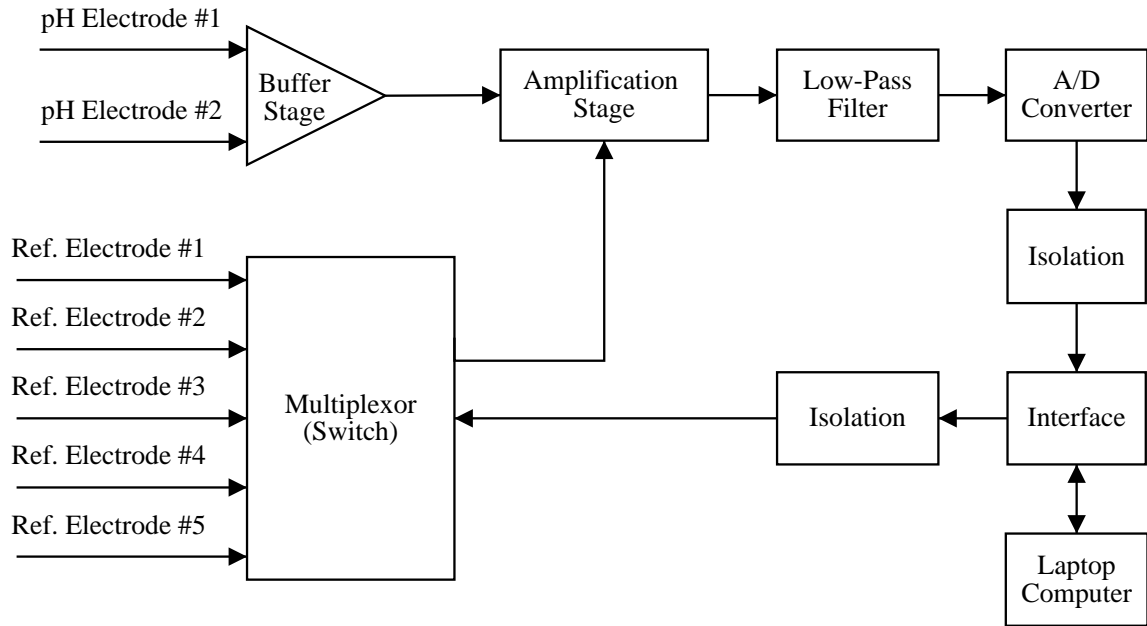 pH Electrode #1
pH Electrode #2
Buffer
Stage
Amplification
Stage
Low-Pass
Filter
A/D
Converter
Isolation
Ref. Electrode #1
Ref. Electrode #2
Ref. Electrode #3
Ref. Electrode #4
Ref. Electrode #5
Multiplexor
(Switch)
Isolation
Interface
Laptop
Computer